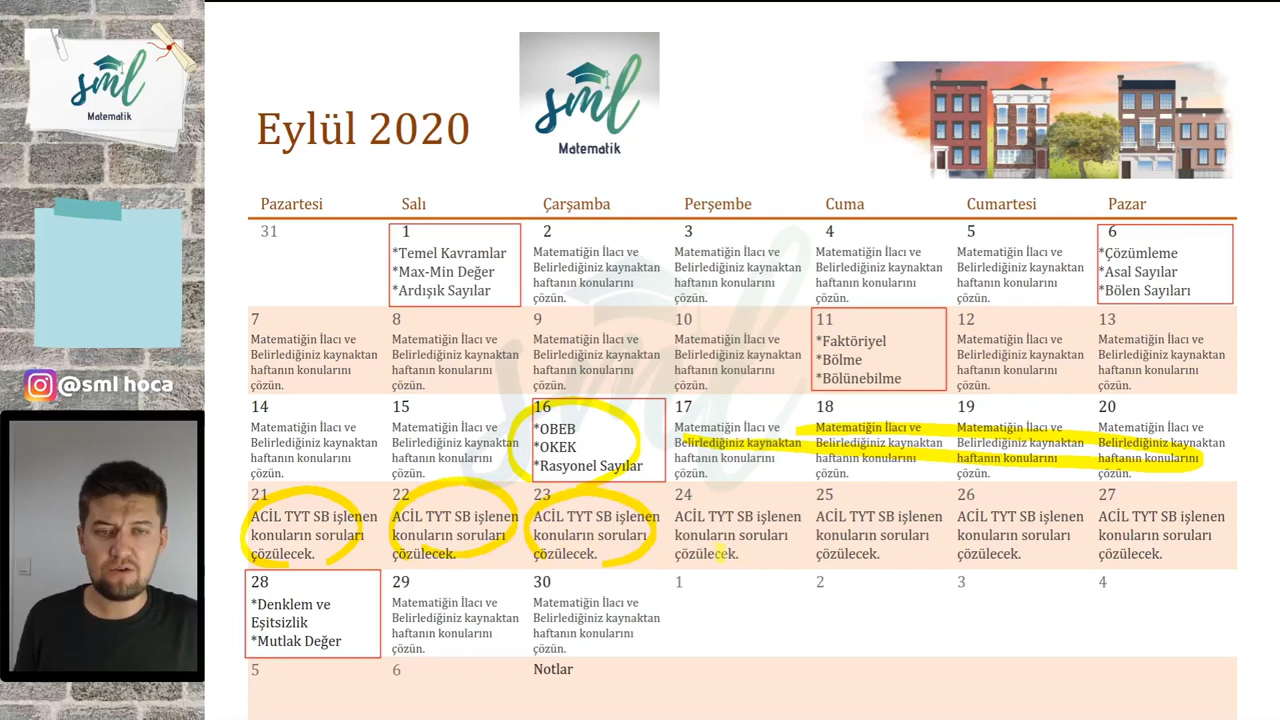 sml
Matematik
@sml hoca
Eylül 2020
sml
Matematik
Pazartesi Salı Çarşamba Perşembe Cuma Cumartesi Pazar
31
1
*Temel Kavramlar
*Max-Min Değer
*Ardışık Sayılar
2
Matematiğin İlacı ve
Belirlediğiniz kaynaktan
haftanın konularını
çözün.
3
Matematiğin İlacı ve
Belirlediğiniz kaynaktan
haftanın konularını
çözün.
4
Matematiğin İlacı ve
Belirlediğiniz kaynaktan
haftanın konularını
çözün.
5
Matematiğin İlacı ve
Belirlediğiniz kaynaktan
haftanın konularını
çözün.
6
*Çözümleme
*Asal Sayılar
*Bölen Sayıları
7
Matematiğin İlacı ve
Belirlediğiniz kaynaktan
haftanın konularını
çözün.
8
Matematiğin İlacı ve
Belirlediğiniz kaynaktan
haftanın konularını
çözün.
9
Matematiğin İlacı ve
Belirlediğiniz kaynaktan
haftanın konularını
çözün.
10
Matematiğin İlacı ve
Belirlediğiniz kaynaktan
haftanın konularını
çözün.
11
*Faktöriyel
*Bölme
*Bölünebilme
12
Matematiğin İlacı ve
Belirlediğiniz kaynaktan
haftanın konularını
çözün.
13
Matematiğin İlacı ve
Belirlediğiniz kaynaktan
haftanın konularını
çözün.
14
Matematiğin İlacı ve
Belirlediğiniz kaynaktan
haftanın konularını
çözün.
15
Matematiğin İlacı ve
Belirlediğiniz kaynaktan
haftanın konularını
çözün.
16
*OBEB
*OKEK
*Rasyonel Sayılar
17
Matematiğin İlacı ve
Belirlediğiniz kaynaktan
haftanın konularını
çözün.
18
Matematiğin İlacı ve
Belirlediğiniz kaynaktan
haftanın konularını
çözün.
19
Matematiğin İlacı ve
Belirlediğiniz kaynaktan
haftanın konularını
çözün.
20
Matematiğin İlacı ve
Belirlediğiniz kaynaktan
haftanın konularını
çözün.
21
ACİL TYT SB işlenen
konuların soruları
çözülecek.
22
ACİL TYT SB işlenen
konuların soruları
çözülecek.
23
ACİL TYT SB işlenen
konuların soruları
çözülecek.
24
ACİL TYT SB işlenen
konuların soruları
çözülecek.
25
ACİL TYT SB işlenen
konuların soruları
çözülecek.
26
ACİL TYT SB işlenen
konuların soruları
çözülecek.
27
ACİL TYT SB işlenen
konuların soruları
çözülecek.
28
*Denklem ve
Eşitsizlik
*Mutlak Değer
29
Matematiğin İlacı ve
Belirlediğiniz kaynaktan
haftanın konularını
çözün.
30
Matematiğin İlacı ve
Belirlediğiniz kaynaktan
haftanın konularını
çözün.
1
2
3
4
5
6
Notlar